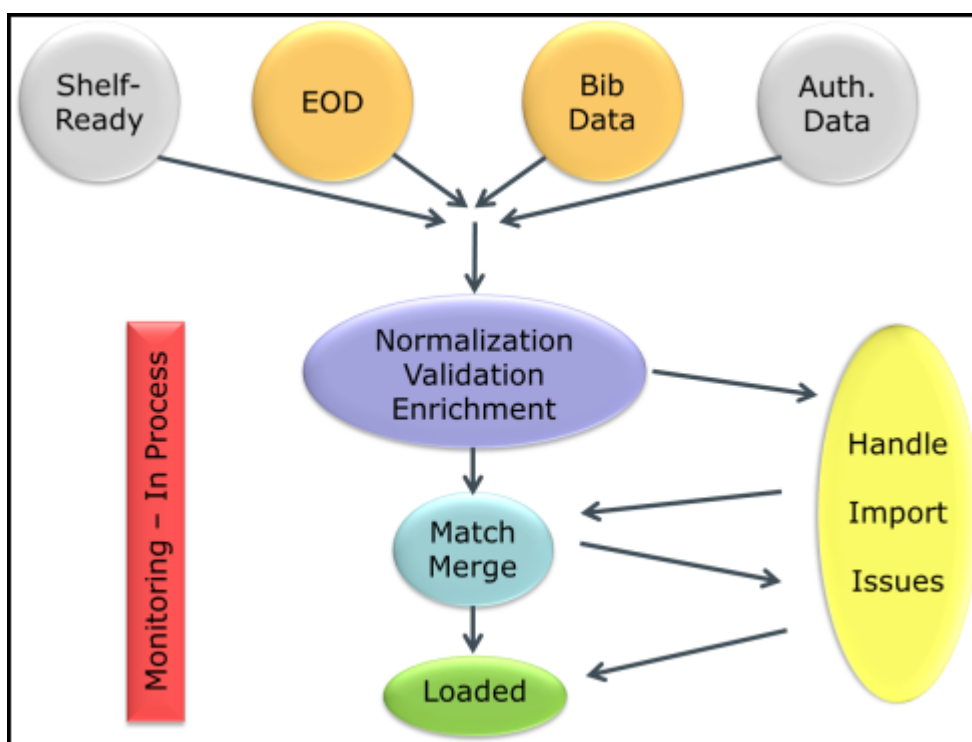 Shelf-
Ready
EOD
Bib
Data
Auth.
Data
Normalization
Validation
Enrichment
Monitoring – In Process
Handle
Import
Issues
Match
Merge
Loaded